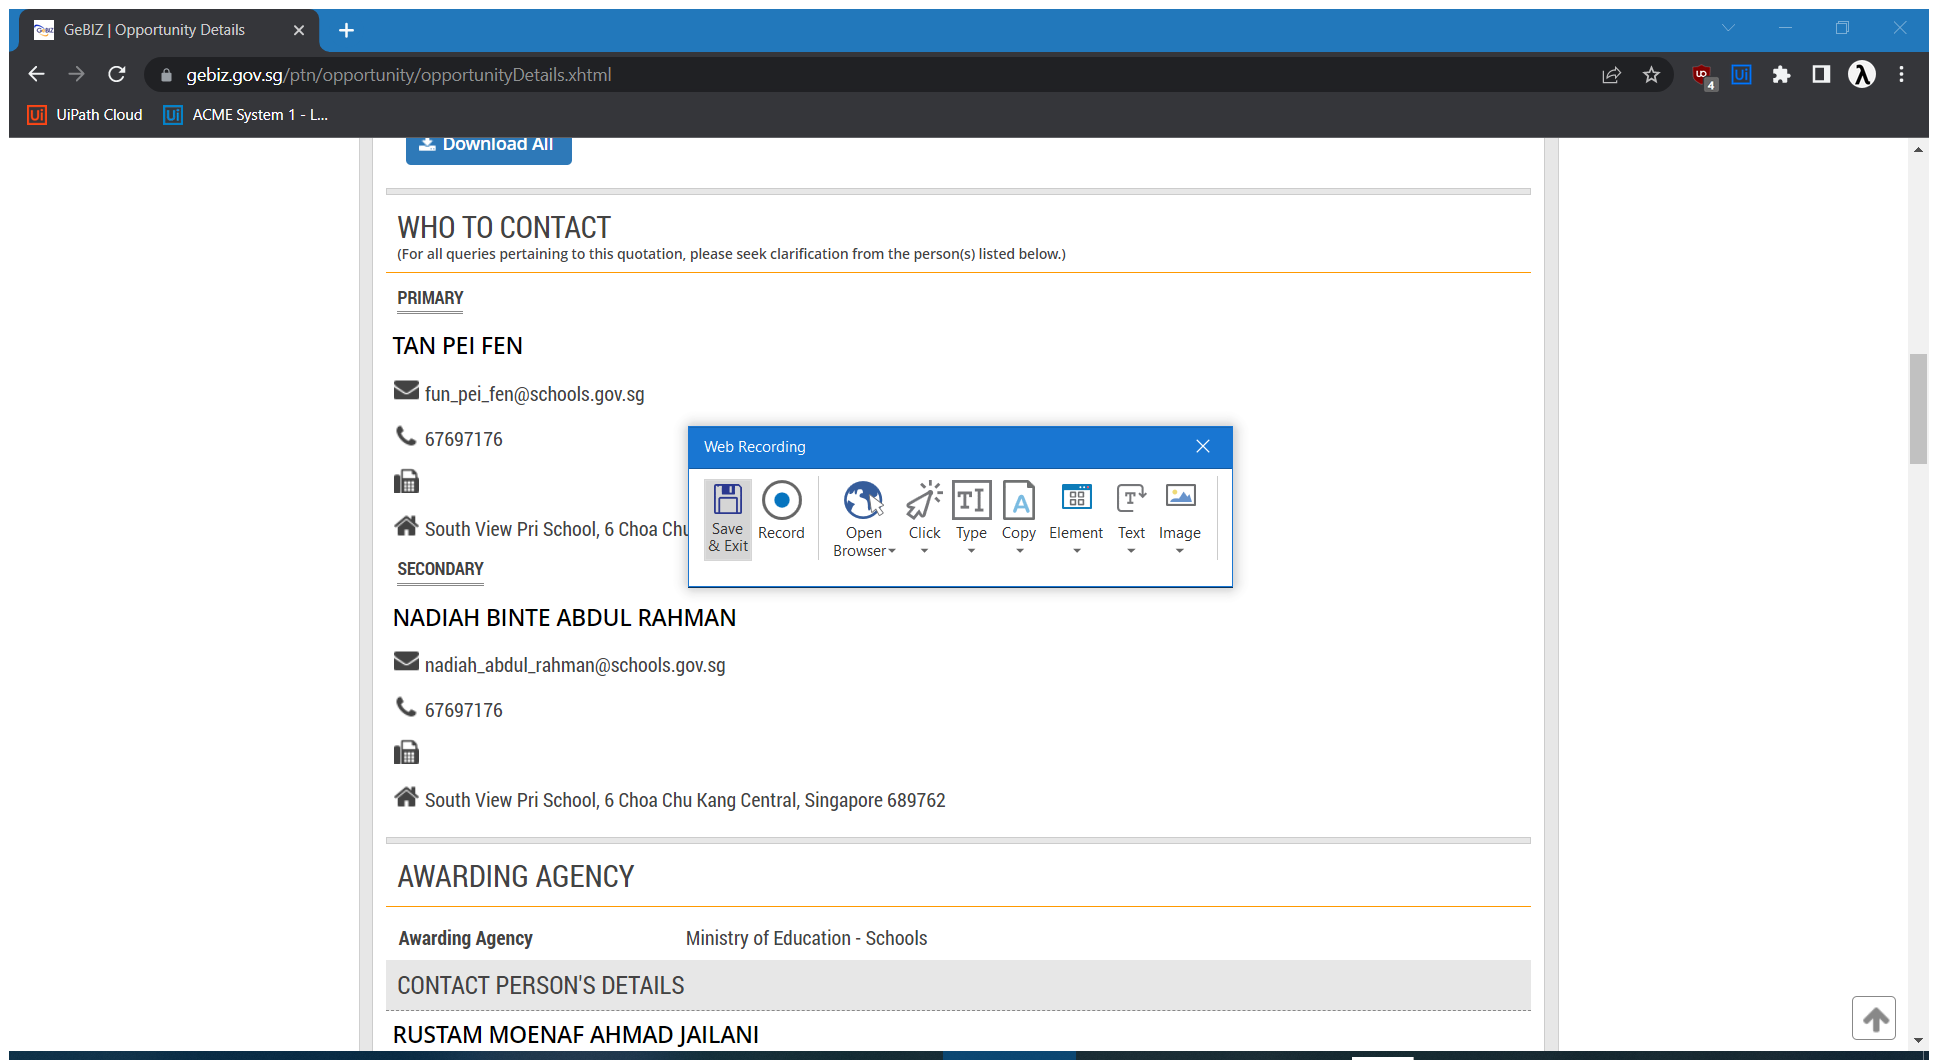 GeBIZ | Opportunity Details
gebiz.gov.sg/ptn/opportunity/opportunityDetails.xhtml
4
UiPath Cloud
ACME System 1 - L...
Download All
WHO TO CONTACT
(For all queries pertaining to this quotation, please seek clarification from the person(s) listed below.)
PRIMARY
TAN PEI FEN
fun_pei_fen@schools.gov.sg
67697176
South View Pri School, 6 Choa Chu
Web Recording
Save & Exit
Record
Open Browser
Click
Type
Copy
Element
Text
Image
SECONDARY
NADIAH BINTE ABDUL RAHMAN
nadiah_abdul_rahman@schools.gov.sg
67697176
South View Pri School, 6 Choa Chu Kang Central, Singapore 689762
AWARDING AGENCY
Awarding Agency Ministry of Education - Schools
CONTACT PERSON'S DETAILS
RUSTAM MOENAF AHMAD JAILANI